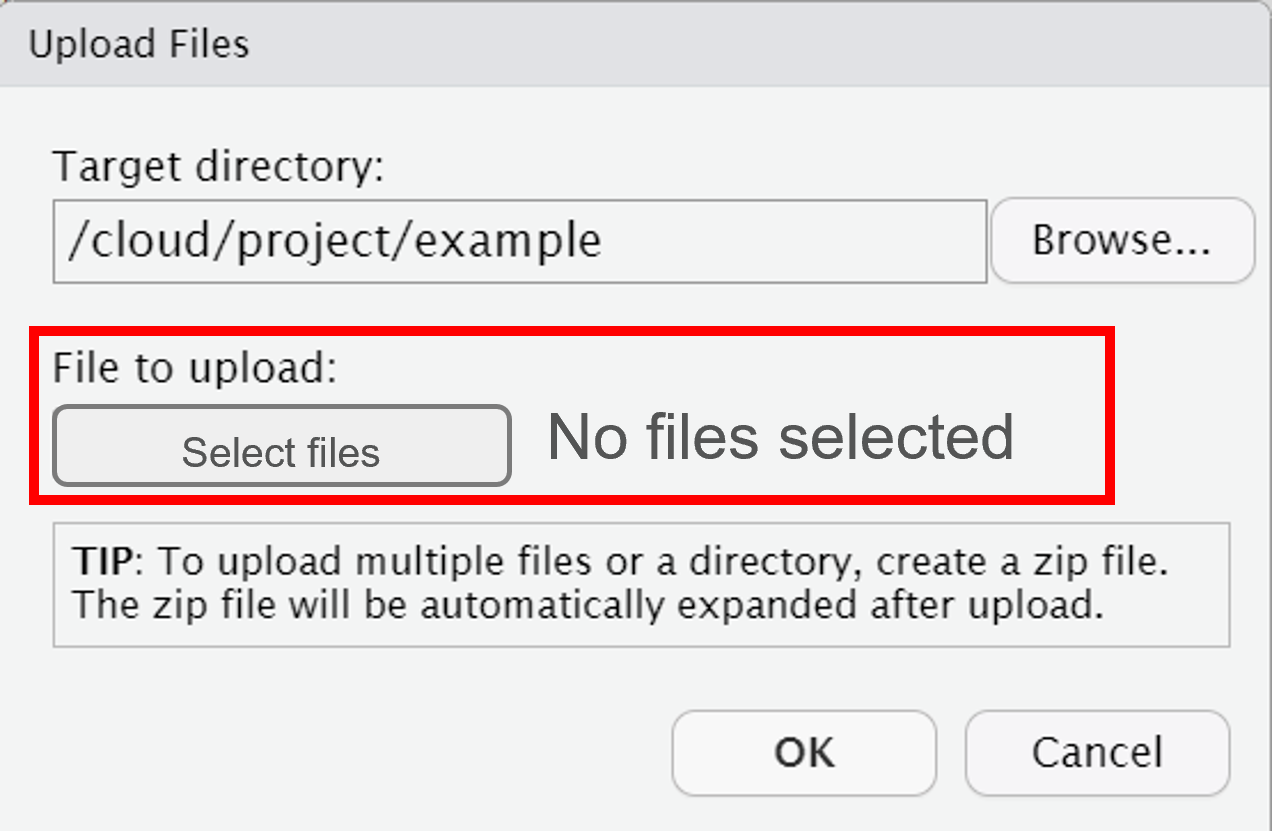 Upload Files
Target directory:
/cloud/project/example
Browse...
File to upload:
Select files
No files selected
TIP: To upload multiple files or a directory, create a zip file.
The zip file will be automatically expanded after upload.
OK
Cancel